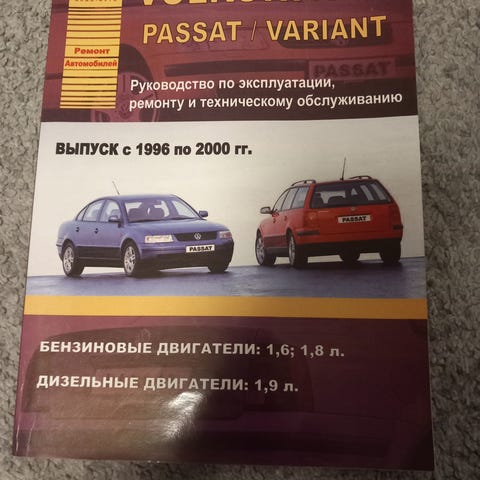 PASSAT / VARIANT
Ремонт
Автомобилей
PASSAT
Руководство по эксплуатации,
ремонту и техническому обслуживанию
ВЫПУСК с 1996 по 2000 гг.
PASSAT
PASSAT
БЕНЗИНОВЫЕ ДВИГАТЕЛИ: 1,6; 1,8 л.
ДИЗЕЛЬНЫЕ ДВИГАТЕЛИ: 1,9 л.